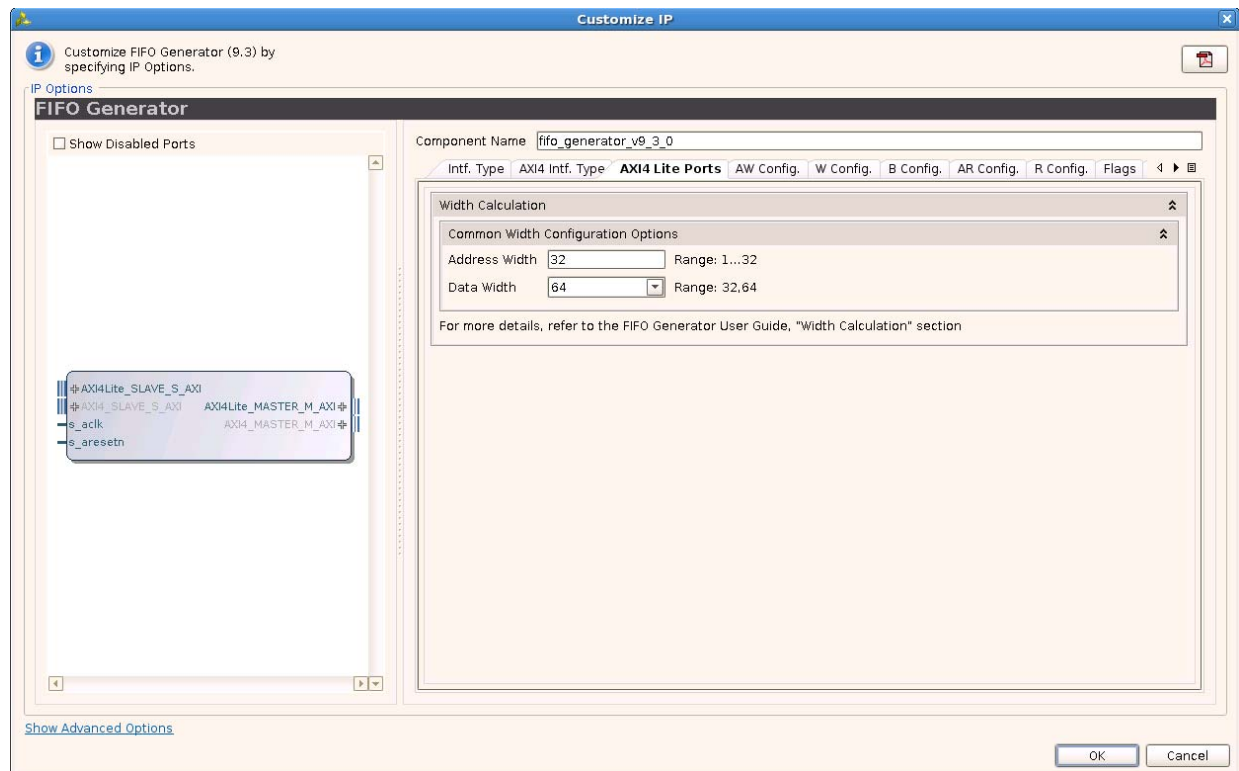 Customize IP
Customize FIFO Generator (9.3) by
specifying IP Options.
IP Options
FIFO Generator
Show Disabled Ports
Component Name fifo_generator_v9_3_0
Intf. Type AXI4 Intf. Type AXI4 Lite Ports AW Config. W Config. B Config. AR Config. R Config. Flags
Width Calculation
Common Width Configuration Options
Address Width 32 Range: 1...32
Data Width 64 Range: 32,64
For more details, refer to the FIFO Generator User Guide, "Width Calculation" section
AXI4Lite_SLAVE_S_AXI
AXI4_SLAVE_S_AXI AXI4Lite_MASTER_M_AXI
s_aclk AXI4_MASTER_M_AXI
s_aresetn
Show Advanced Options
OK Cancel